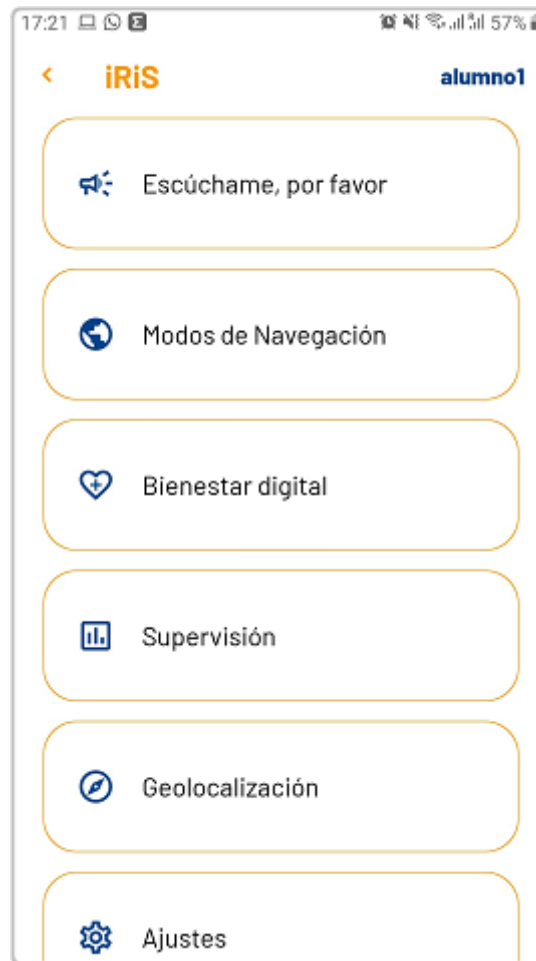 17:21 57%
iRiS alumno1
Escúchame, por favor
Modos de Navegación
Bienestar digital
Supervisión
Geolocalización
Ajustes